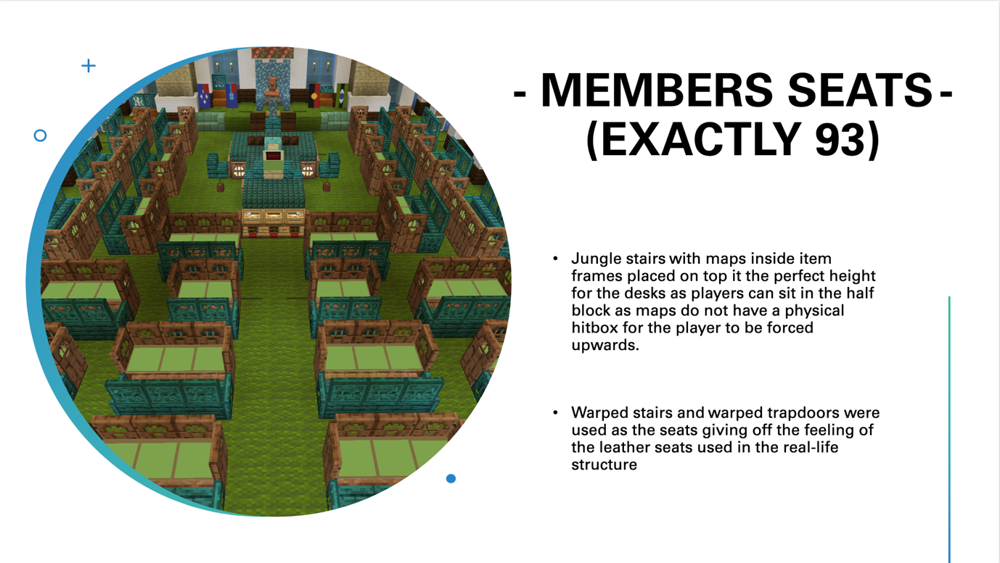 - MEMBERS SEATS -
(EXACTLY 93)
• Jungle stairs with maps inside item
frames placed on top it the perfect height
for the desks as players can sit in the half
block as maps do not have a physical
hitbox for the player to be forced
upwards.
• Warped stairs and warped trapdoors were
used as the seats giving off the feeling of
the leather seats used in the real-life
structure